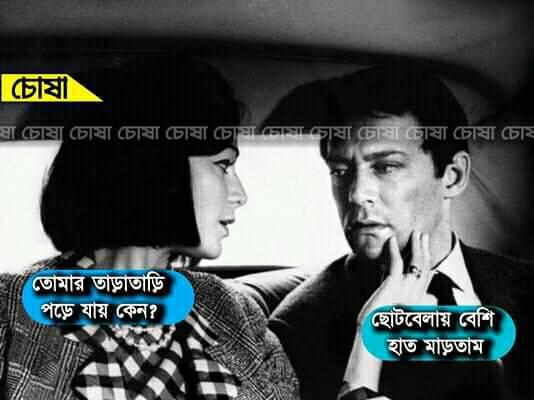 চোষা
ষা চোষা চোষা চোষা চোষা চোষা চোষা চোষা চোষা চোষা চোষ
তোমার তাড়াতাড়ি
পড়ে যায় কেন?
ছোটবেলায় বেশি
হাত মাড়তাম